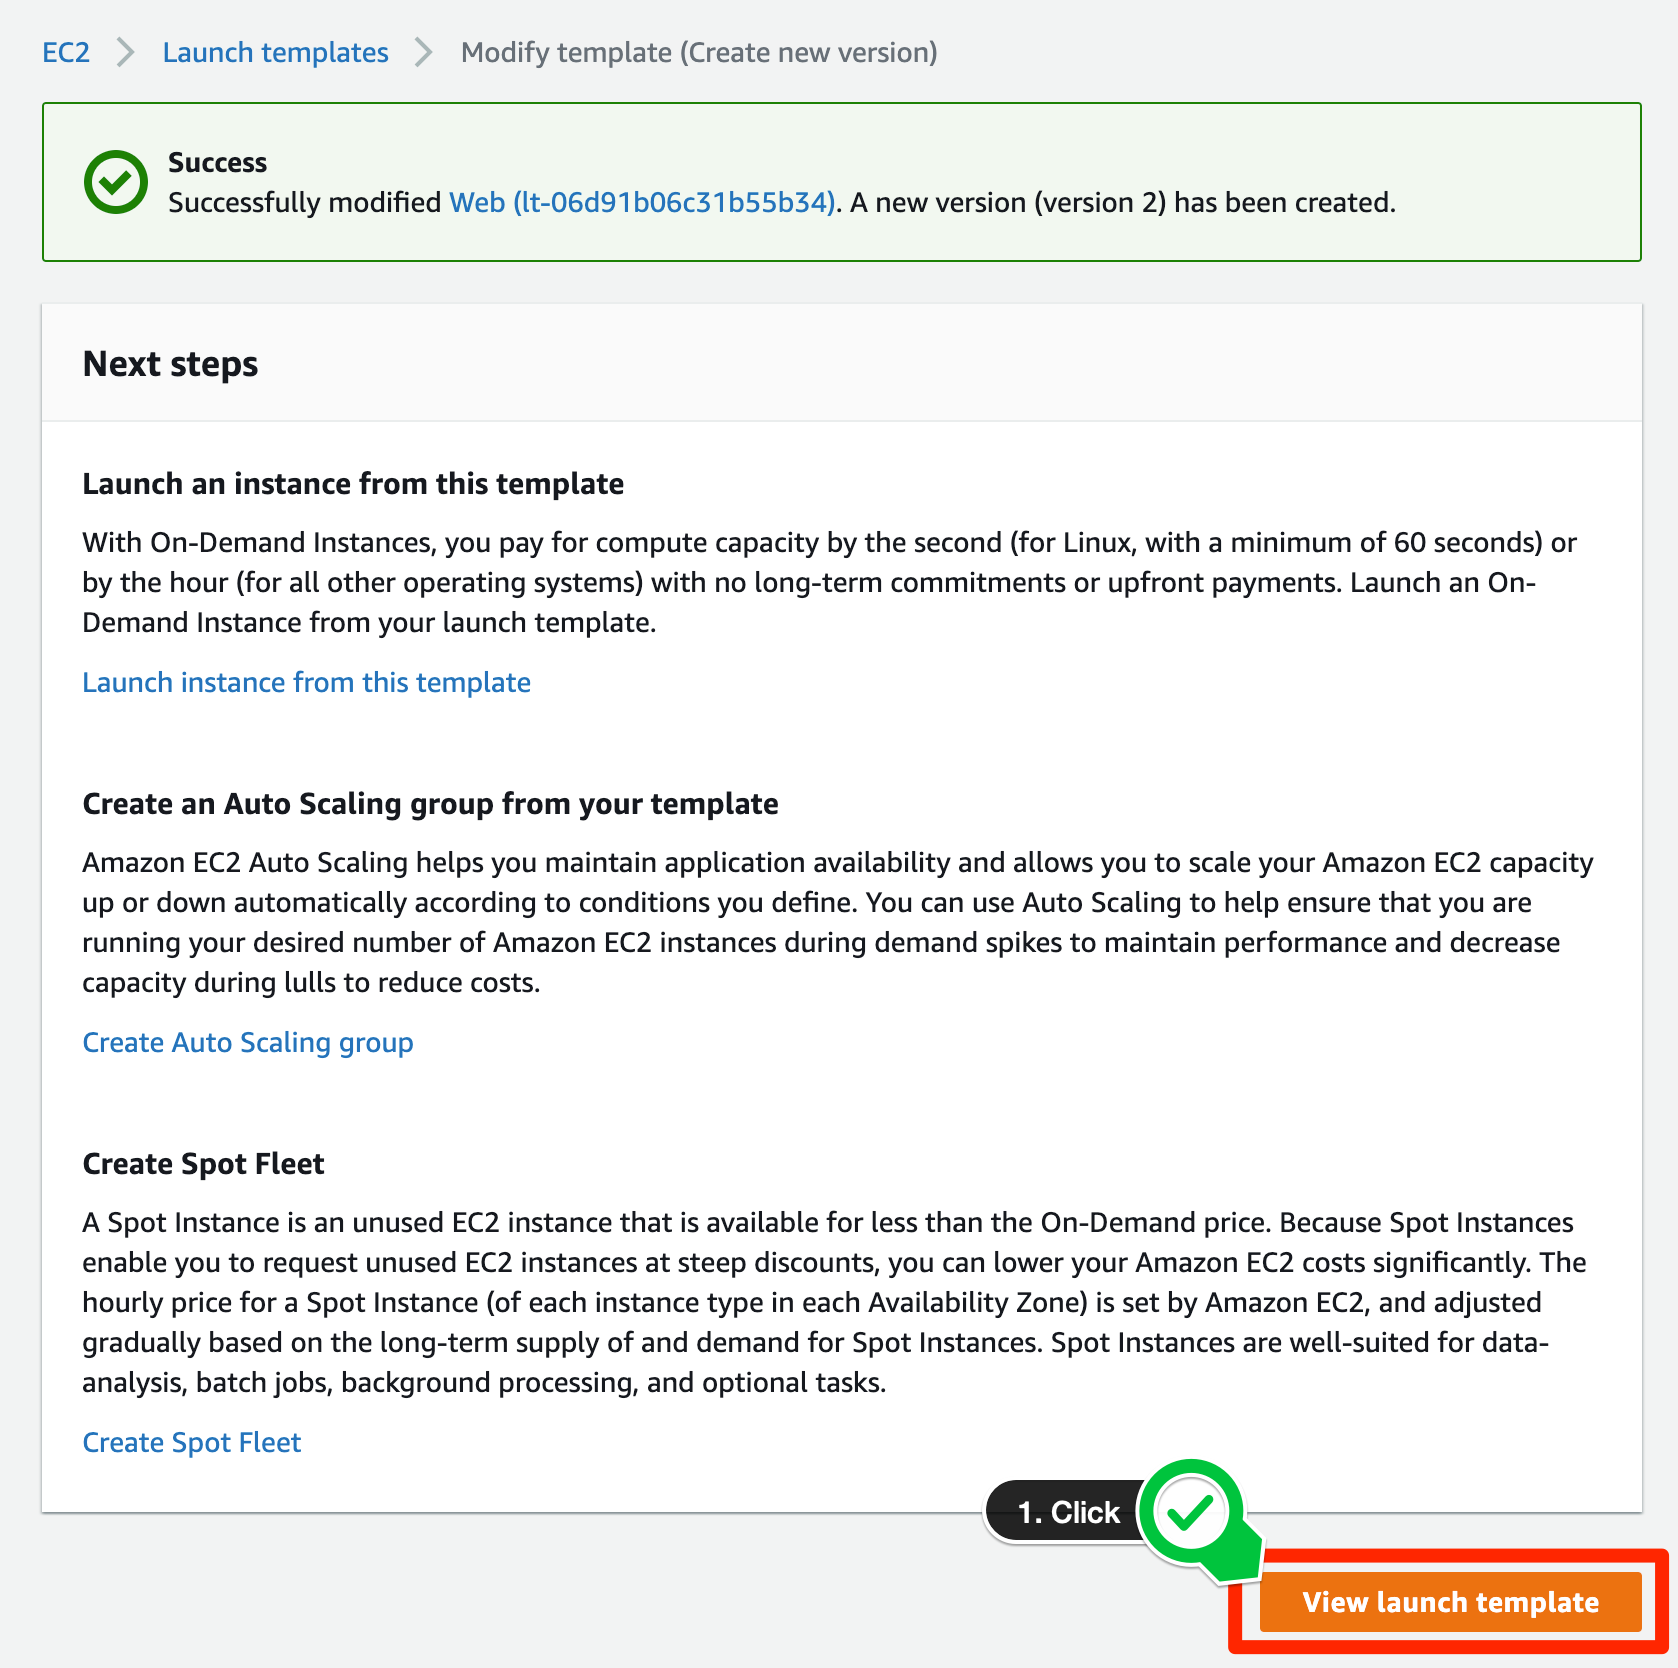 EC2 > Launch templates > Modify template (Create new version)
Success
Successfully modified Web (lt-06d91b06c31b55b34). A new version (version 2) has been created.
Next steps
Launch an instance from this template
With On-Demand Instances, you pay for compute capacity by the second (for Linux, with a minimum of 60 seconds) or
by the hour (for all other operating systems) with no long-term commitments or upfront payments. Launch an On-
Demand Instance from your launch template.
Launch instance from this template
Create an Auto Scaling group from your template
Amazon EC2 Auto Scaling helps you maintain application availability and allows you to scale your Amazon EC2 capacity
up or down automatically according to conditions you define. You can use Auto Scaling to help ensure that you are
running your desired number of Amazon EC2 instances during demand spikes to maintain performance and decrease
capacity during lulls to reduce costs.
Create Auto Scaling group
Create Spot Fleet
A Spot Instance is an unused EC2 instance that is available for less than the On-Demand price. Because Spot Instances
enable you to request unused EC2 instances at steep discounts, you can lower your Amazon EC2 costs significantly. The
hourly price for a Spot Instance (of each instance type in each Availability Zone) is set by Amazon EC2, and adjusted
gradually based on the long-term supply of and demand for Spot Instances. Spot Instances are well-suited for data-
analysis, batch jobs, background processing, and optional tasks.
Create Spot Fleet
1. Click
View launch template